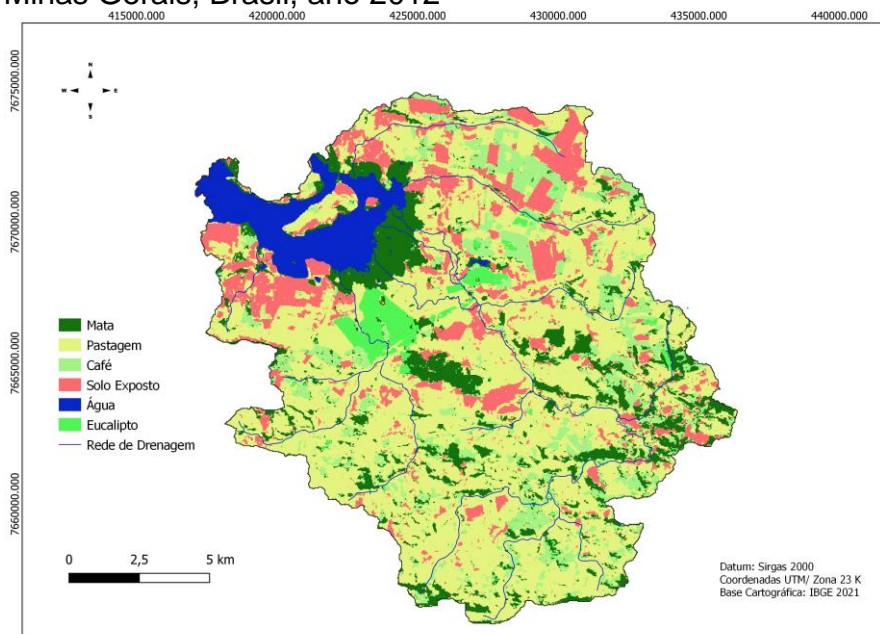 Minas Gerais, Brasil, ano 2012
415000.000 420000.000 425000.000 430000.000 435000.000 440000.000
7675000.000
7670000.000
7665000.000
7660000.000
N
W E
S
Mata
Pastagem
Café
Solo Exposto
Água
Eucalipto
Rede de Drenagem
0 2,5 5 km
Datum: Sirgas 2000
Coordenadas UTM/ Zona 23 K
Base Cartográfica: IBGE 2021